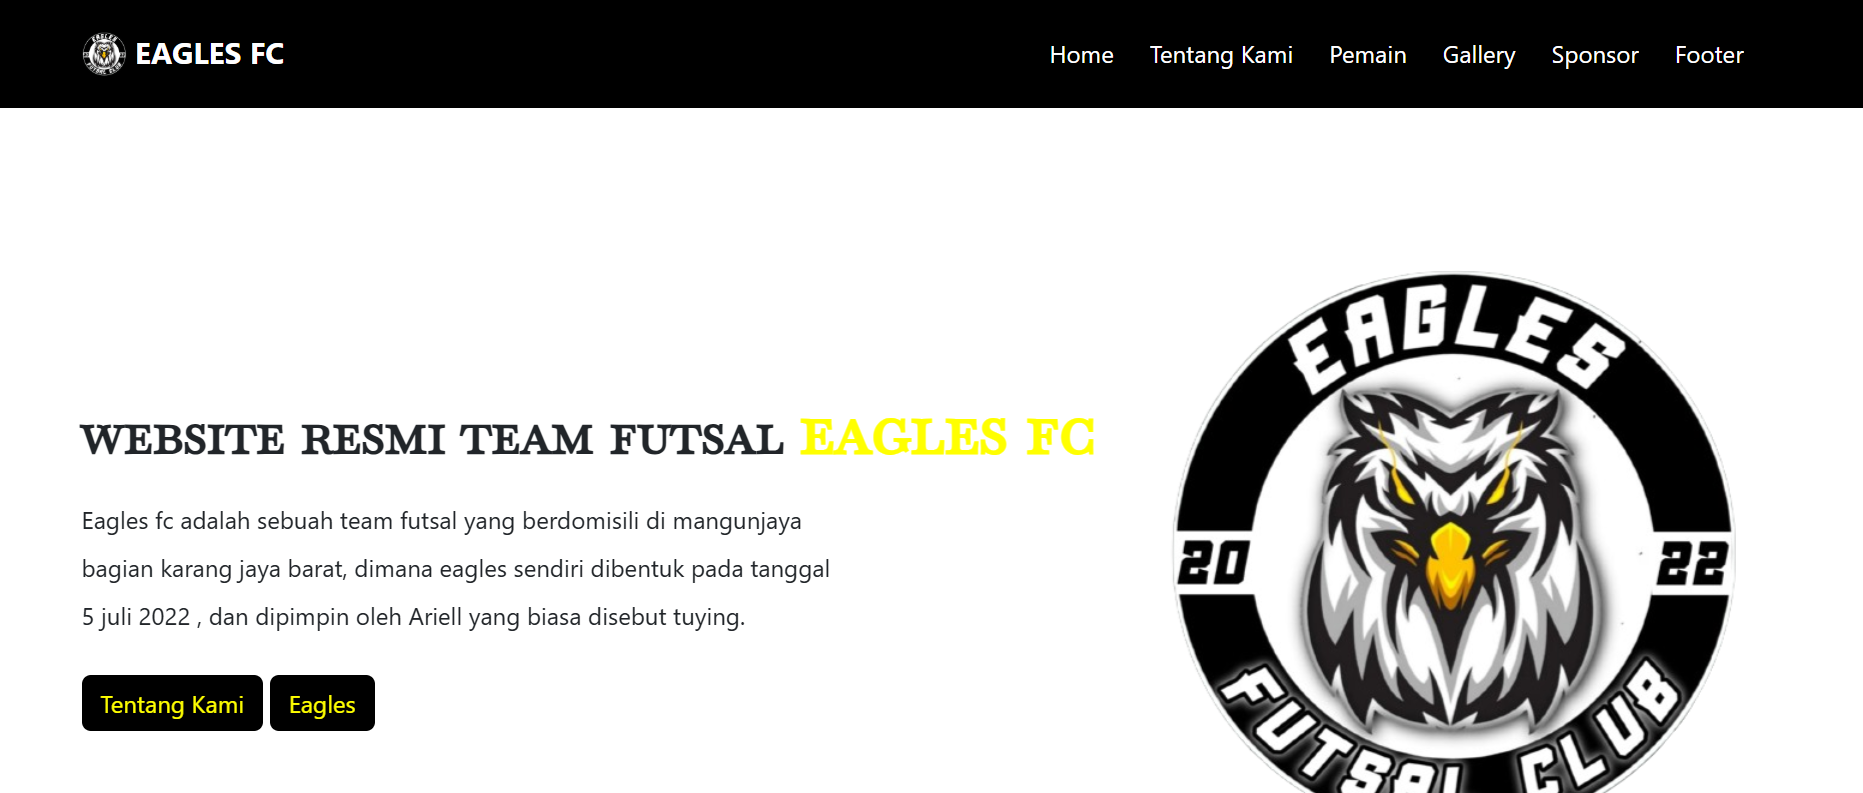 EAGLES FC
Home Tentang Kami Pemain Gallery Sponsor Footer
WEBSITE RESMI TEAM FUTSAL EAGLES FC
Eagles fc adalah sebuah team futsal yang berdomisili di mangunjaya
bagian karang jaya barat, dimana eagles sendiri dibentuk pada tanggal
5 juli 2022 , dan dipimpin oleh Ariell yang biasa disebut tuying.
Tentang Kami Eagles
EAGLES
20 22
FUTSAL CLUB